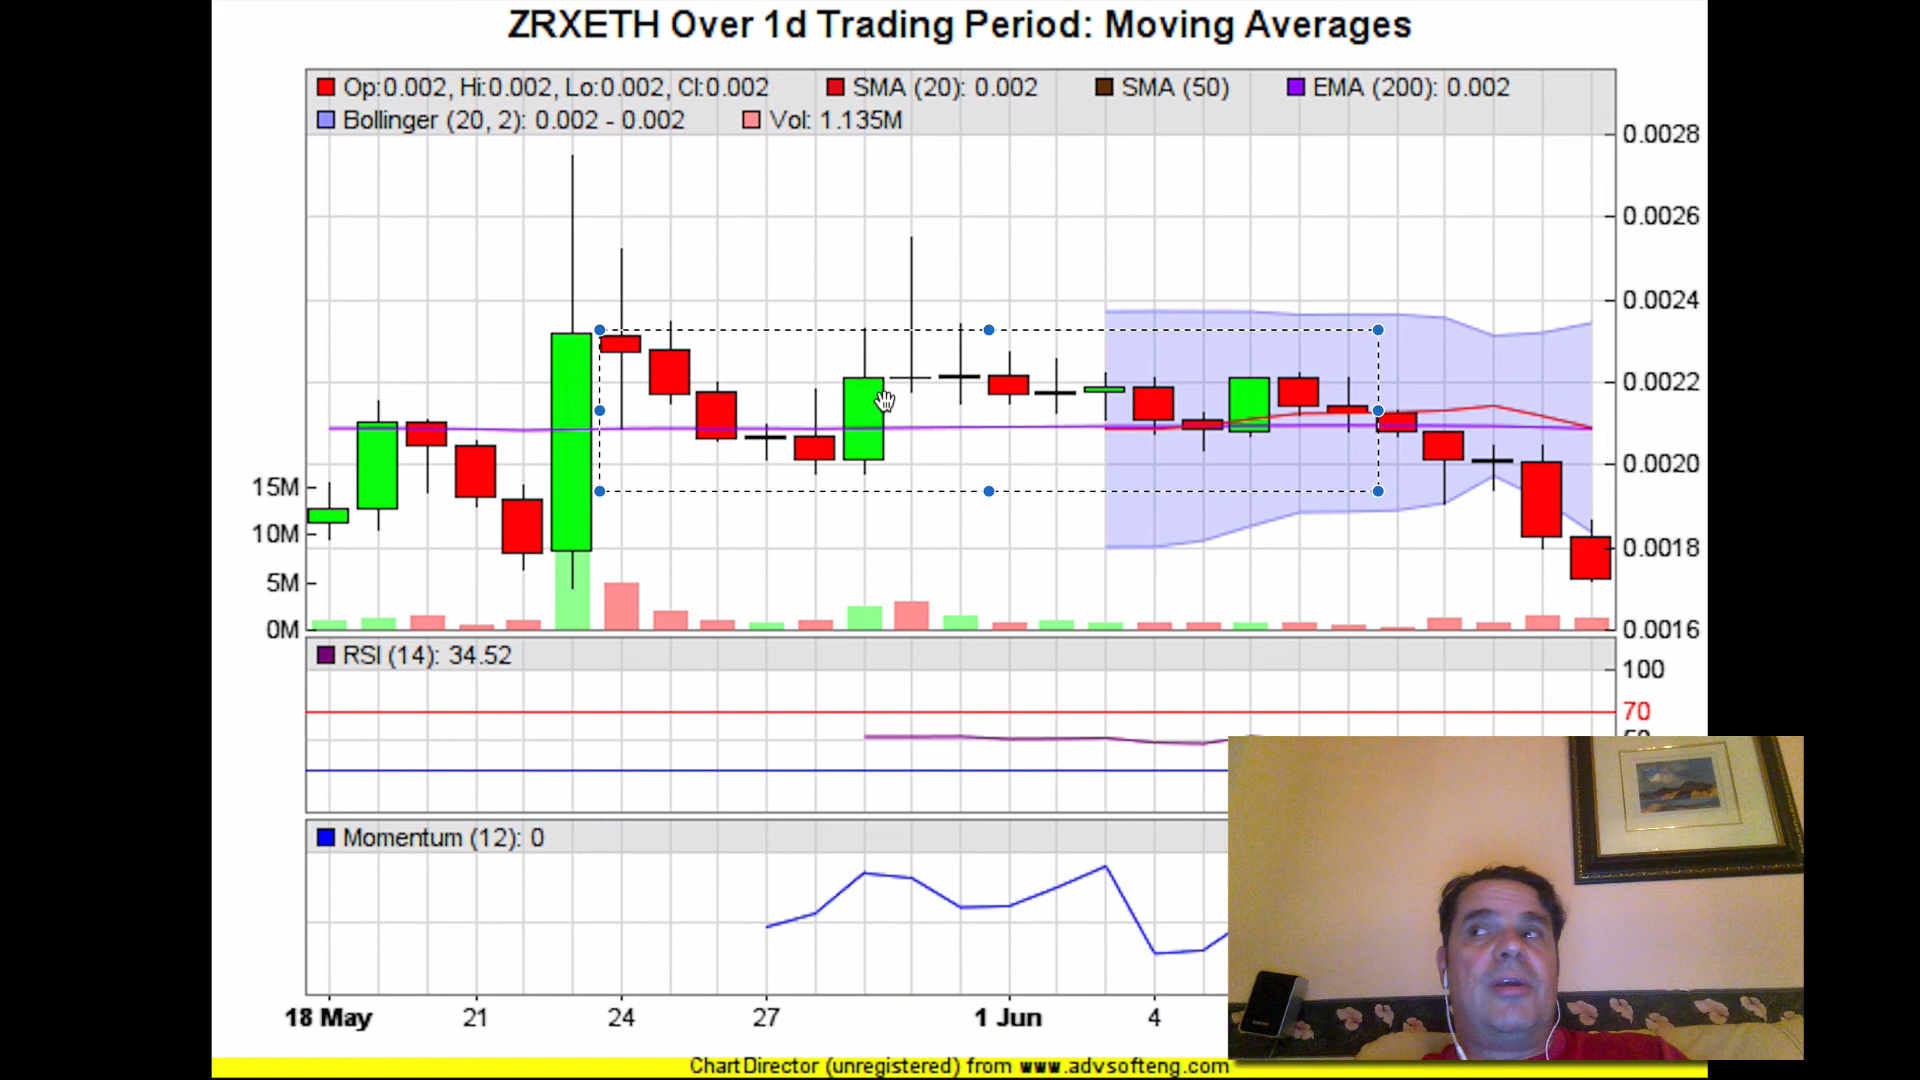 ZRXETH Over 1d Trading Period: Moving Averages
Op:0.002, Hi:0.002, Lo:0.002, Cl:0.002 SMA (20): 0.002 SMA (50) EMA (200): 0.002
Bollinger (20, 2): 0.002 - 0.002 Vol: 1.135M
0.0028
0.0026
0.0024
0.0022
0.0020
15M
10M
0.0018
5M
0M
0.0016
RSI (14): 34.52
100
70
Momentum (12): 0
18 May 21 24 27 1 Jun 4
ChartDirector (unregistered) from www.advsofteng.com